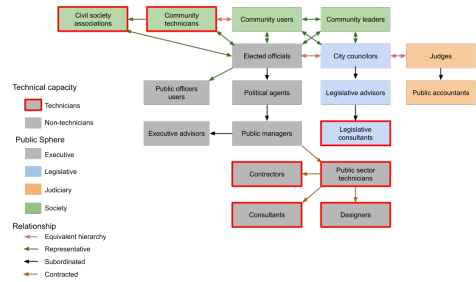 Civil society
associations
Community
technicians
Community users
Community leaders
Elected officials
City councilors
Judges
Public officers
users
Political agents
Legislative advisors
Public accountants
Executive advisors
Public managers
Legislative
consultants
Contractors
Public sector
technicians
Consultants
Designers
Technical capacity
Technicians
Non-technicians
Public Sphere
Executive
Legislative
Judiciary
Society
Relationship
Equivalent hierarchy
Representative
Subordinated
Contracted